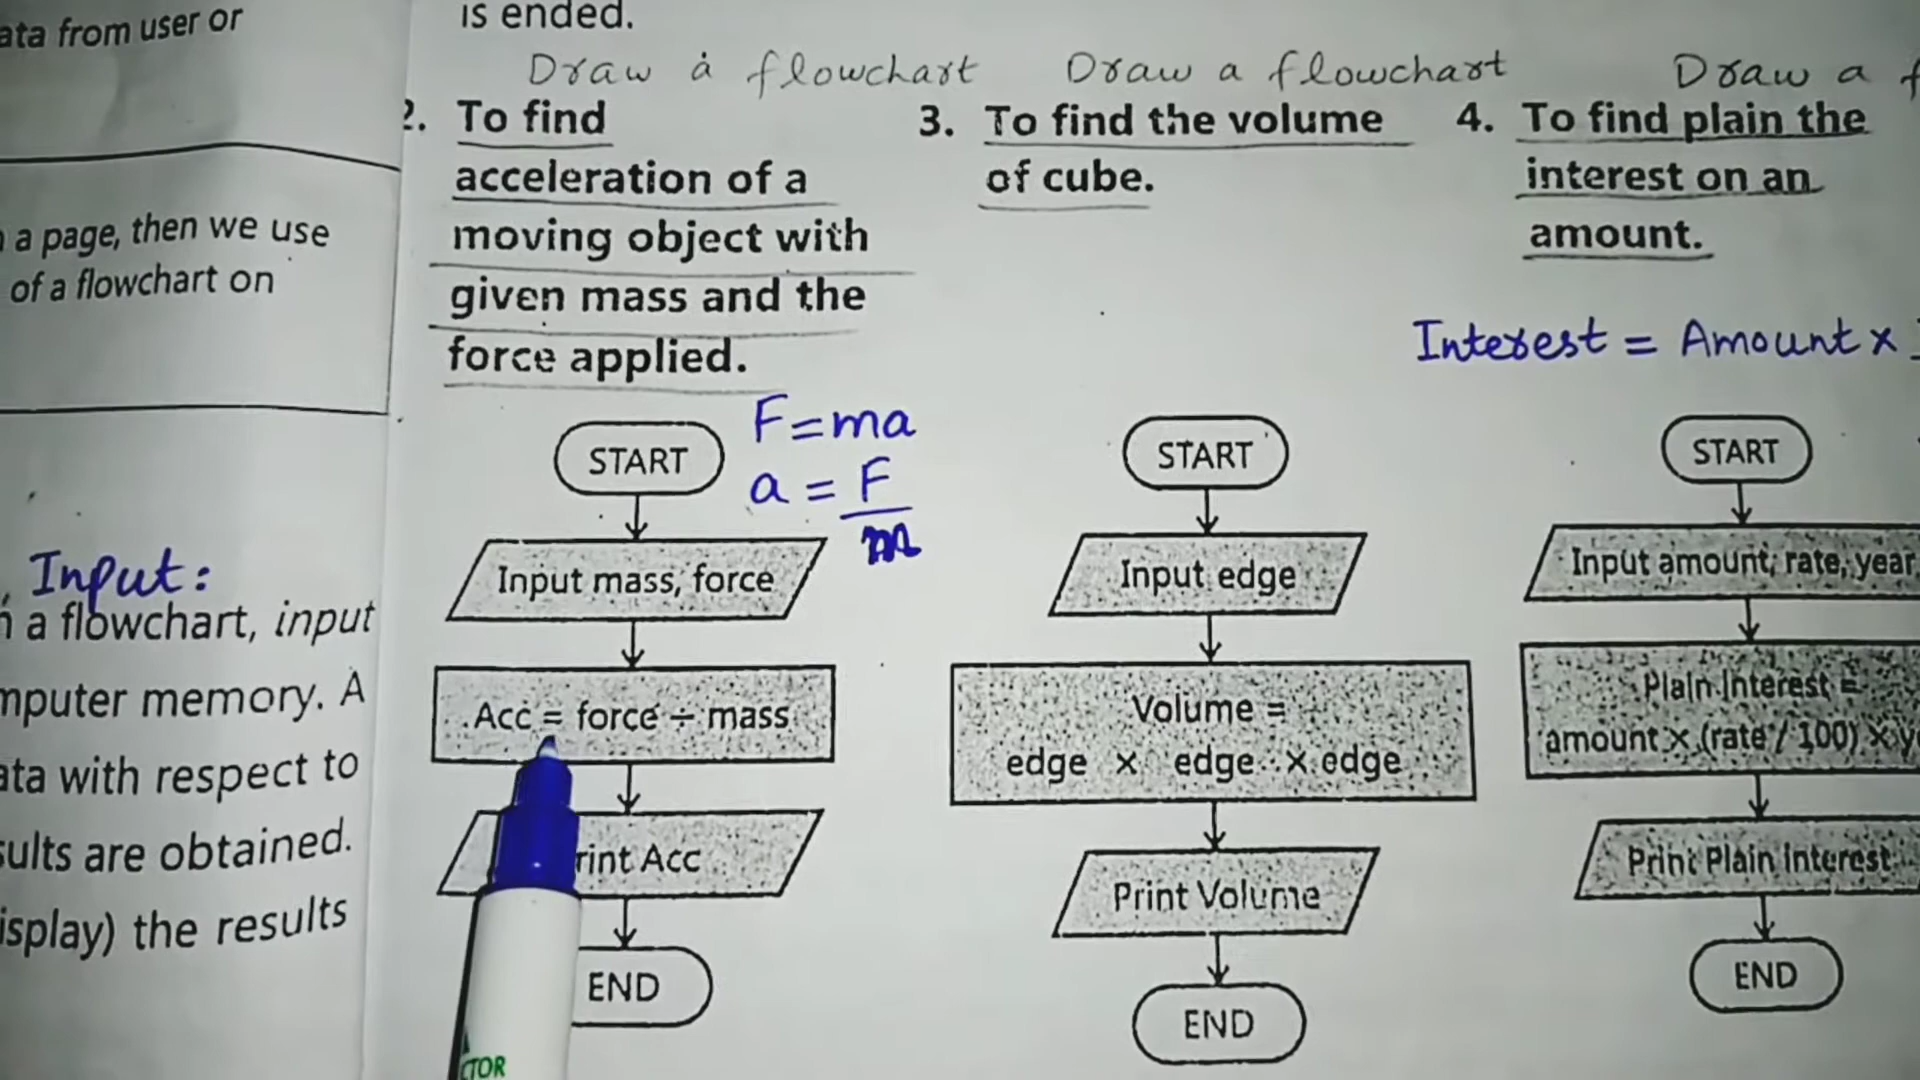 ata from user or
a page, then we use
of a flowchart on
Input:
a flowchart, input
mputer memory. A
ata with respect to
sults are obtained.
isplay) the results
is ended.
Draw a flowchart
2. To find
acceleration of a
moving object with
given mass and the
force applied.
F=ma
a = F
m
START
Input mass, force
Acc = force ÷ mass
rint Acc
END
CTOR
Draw a flowchart
3. To find the volume
of cube.
START
Input edge
Volume =
edge × edge × edge
Print Volume
END
Draw a f
4. To find plain the
interest on an
amount.
Interest = Amount ×
START
Input amount, rate, year
Plain Interest =
amount × (rate / 100) × y
Print Plain Interest
END